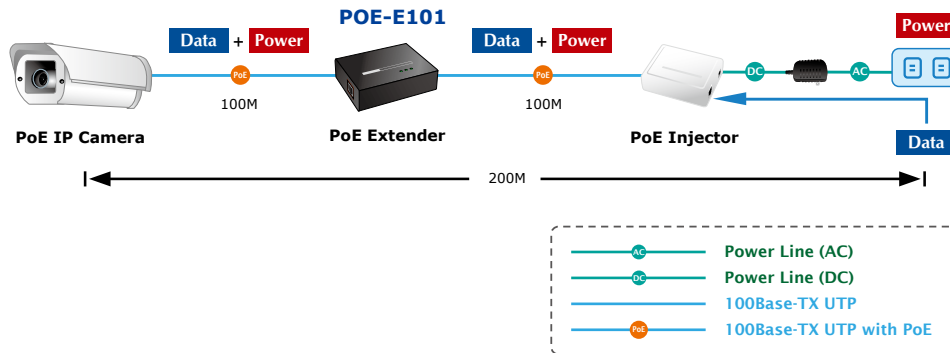 POE-E101
Power
Data + Power
Data + Power
PoE
PoE
DC
AC
100M
100M
PoE IP Camera
PoE Extender
PoE Injector
Data
200M
AC Power Line (AC)
DC Power Line (DC)
100Base-TX UTP
PoE 100Base-TX UTP with PoE